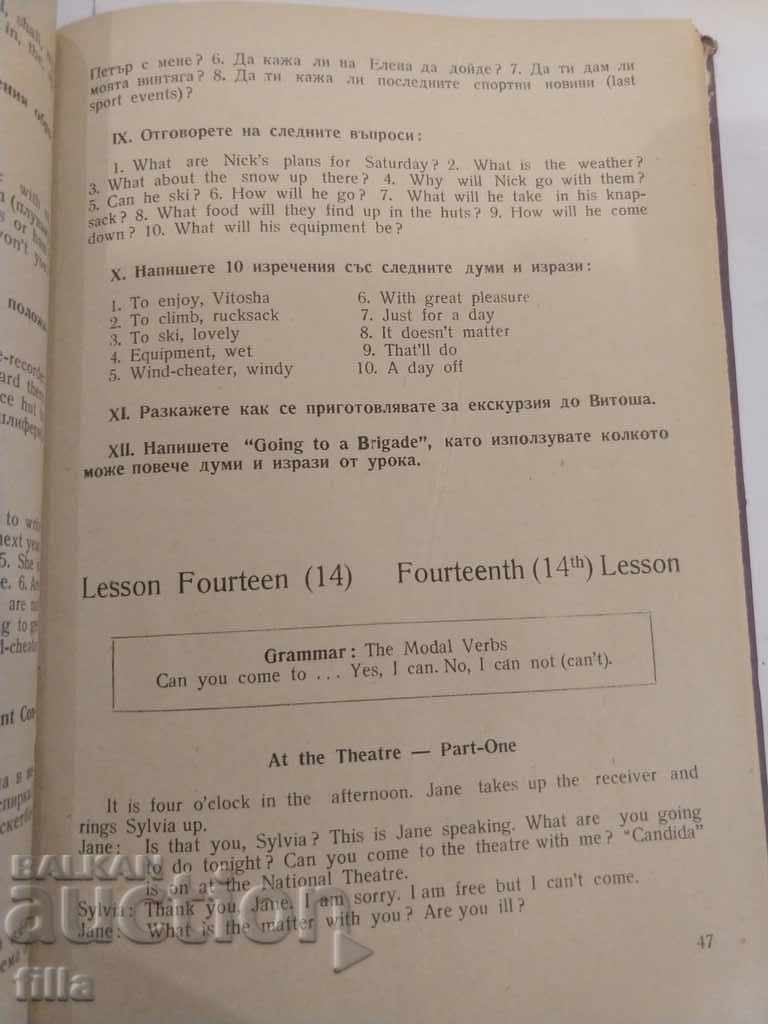 Петър с мене? 6. Да кажа ли на Елена да дойде? 7. Да ти дам ли
моята винтяга? 8. Да ти кажа ли последните спортни новини (last
sport events)?
IX. Отговорете на следните въпроси:
1. What are Nick's plans for Saturday? 2. What is the weather?
3. What about the snow up there? 4. Why will Nick go with them?
5. Can he ski? 6. How will he go? 7. What will he take in his knap-
sack? 8. What food will they find up in the huts? 9. How will he come
down? 10. What will his equipment be?
X. Напишете 10 изречения със следните думи и изрази:
1. To enjoy, Vitosha
2. To climb, rucksack
3. To ski, lovely
4. Equipment, wet
5. Wind-cheater, windy
6. With great pleasure
7. Just for a day
8. It doesn't matter
9. That'll do
10. A day off
XI. Разкажете как се приготовлявате за екскурзия до Витоша.
XII. Напишете "Going to a Brigade", като използувате колкото
може повече думи и изрази от урока.
Lesson Fourteen (14) Fourteenth (14th) Lesson
Grammar: The Modal Verbs
Can you come to ... Yes, I can. No, I can not (can't).
At the Theatre — Part-One
It is four o'clock in the afternoon. Jane takes up the receiver and
rings Sylvia up.
Jane: Is that you, Sylvia? This is Jane speaking. What are you going
to do tonight? Can you come to the theatre with me? "Candida"
is on at the National Theatre.
Sylvia: Thank you, Jane. I am sorry. I am free but I can't come.
Jane: What is the matter with you? Are you ill?
47
BALKAN
auction
filla